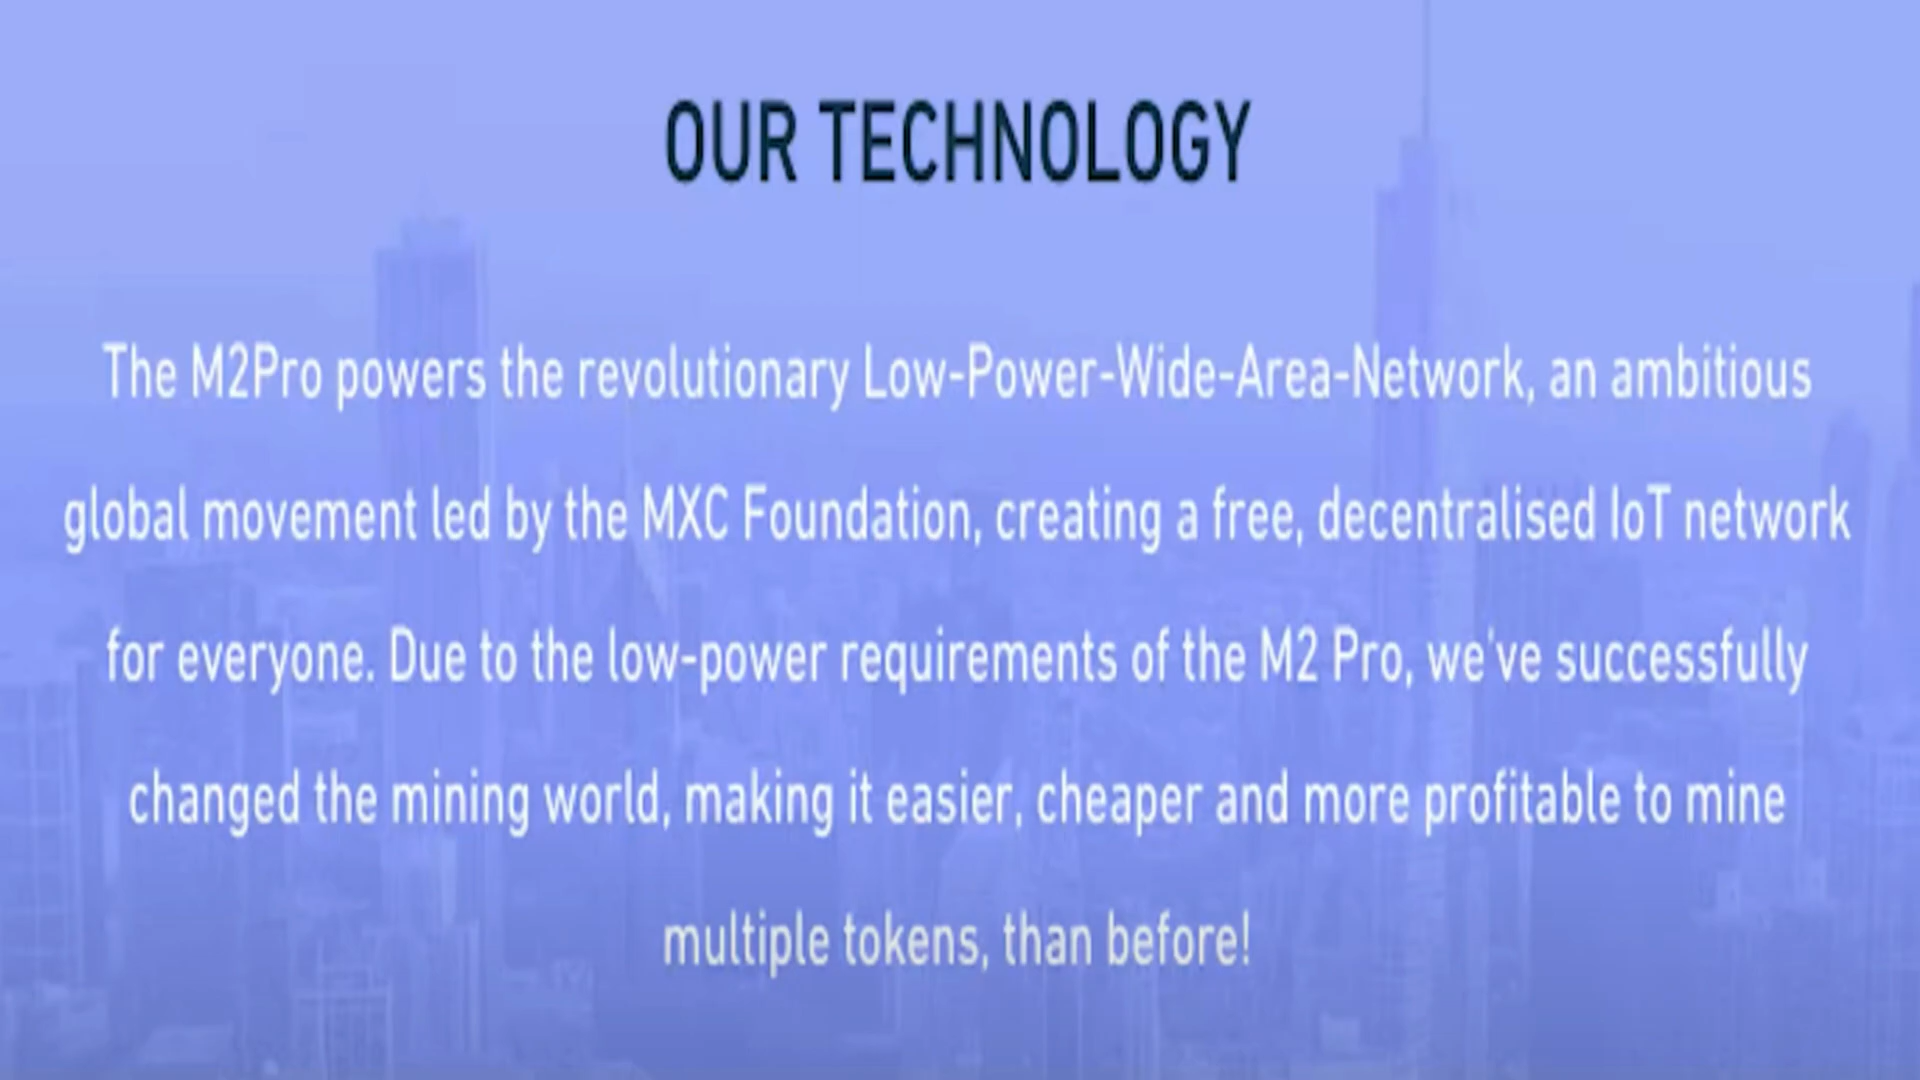 OUR TECHNOLOGY
The M2Pro powers the revolutionary Low-Power-Wide-Area-Network, an ambitious
global movement led by the MXC Foundation, creating a free, decentralised IoT network
for everyone. Due to the low-power requirements of the M2 Pro, we've successfully
changed the mining world, making it easier, cheaper and more profitable to mine
multiple tokens, than before!